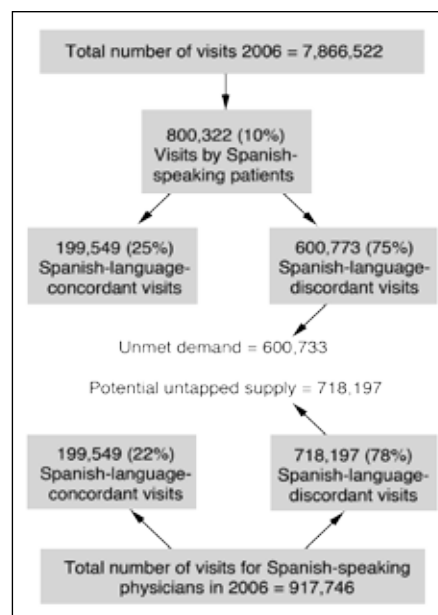 Total number of visits 2006 = 7,866,522
800,322 (10%)
Visits by Spanish-
speaking patients
199,549 (25%)
Spanish-language-
concordant visits
600,773 (75%)
Spanish-language-
discordant visits
Unmet demand = 600,733
Potential untapped supply = 718,197
199,549 (22%)
Spanish-language-
concordant visits
718,197 (78%)
Spanish-language-
discordant visits
Total number of visits for Spanish-speaking
physicians in 2006 = 917,746